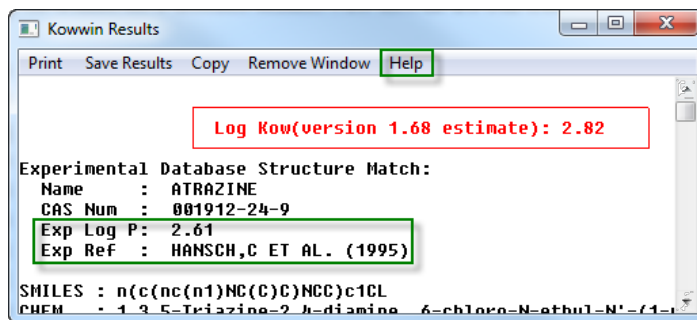 Kowwin Results
Print Save Results Copy Remove Window Help
Log Kow(version 1.68 estimate): 2.82
Experimental Database Structure Match:
Name : ATRAZINE
CAS Num : 001912-24-9
Exp Log P: 2.61
Exp Ref : HANSCH,C ET AL. (1995)
SMILES : n(c(nc(n1)NC(C)C)NCC)c1CL
CHEM : 1,3,5-Triazine-2,4-diamine, 6-chloro-N-ethyl-N'-(1-